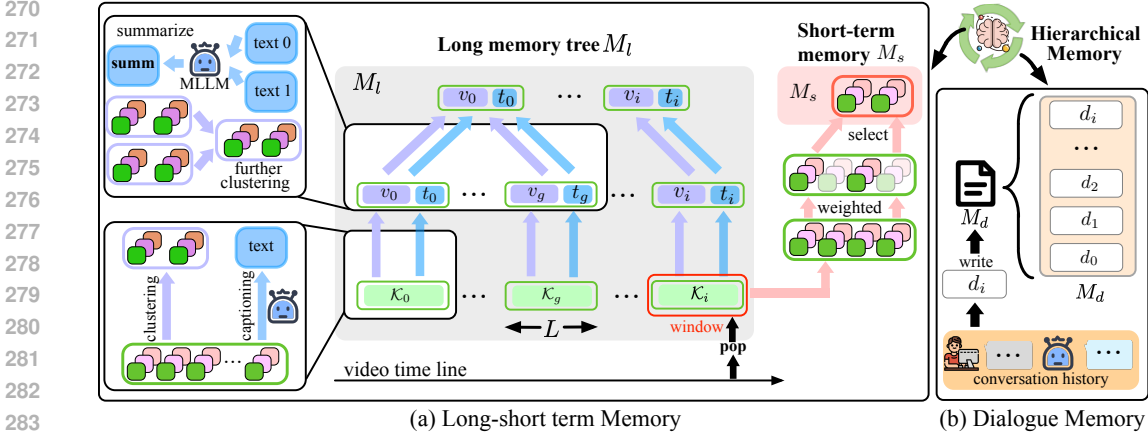 270
271
272
273
274
275
276
277
278
279
280
281
282
283
summarize
text 0
summ
MLLM
text 1
further
clustering
text
clustering
captioning
Long memory tree M_l
M_l
v_0 t_0 ... v_i t_i
v_0 t_0 ... v_g t_g ... v_i t_i
K_0 ... K_g ... K_i
L
window
pop
video time line
Short-term
memory M_s
M_s
select
weighted
(a) Long-short term Memory
Hierarchical
Memory
d_i
...
d_2
d_1
d_0
M_d
M_d
write
d_i
... ...
conversation history
(b) Dialogue Memory